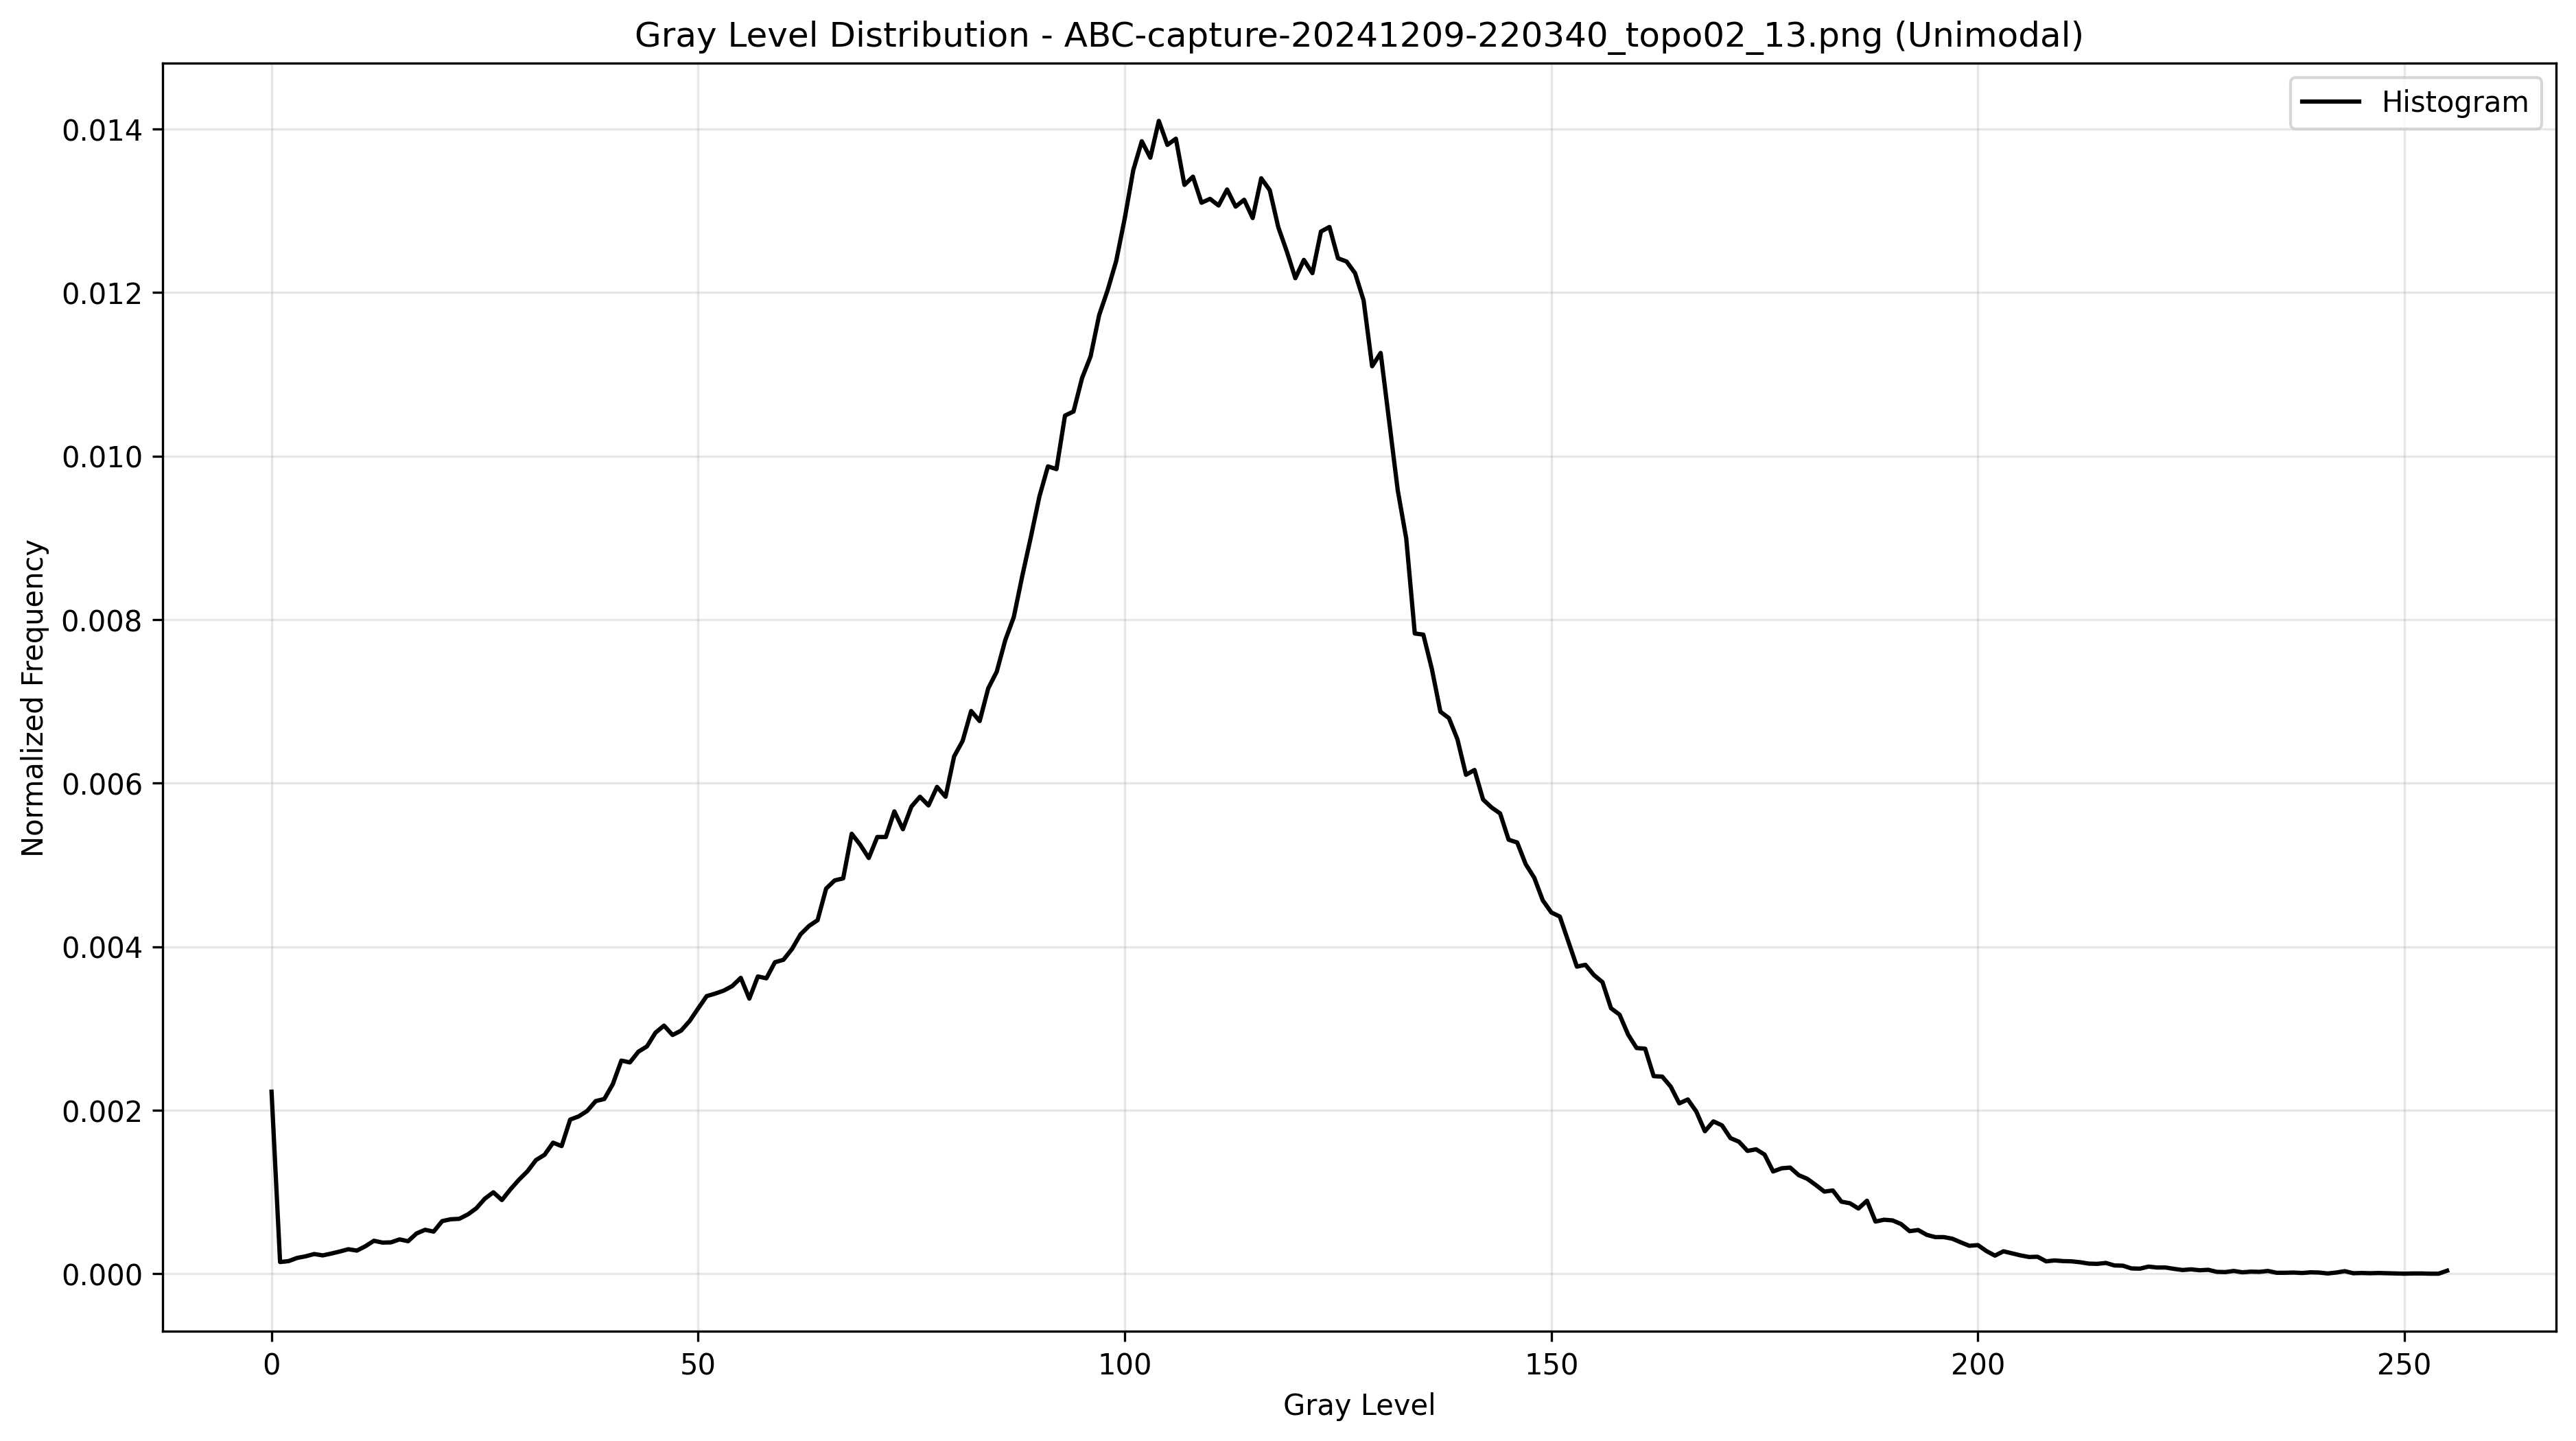 Gray Level Distribution - ABC-capture-20241209-220340_topo02_13.png (Unimodal)
Histogram
Normalized Frequency
0.014
0.012
0.010
0.008
0.006
0.004
0.002
0.000
0 50 100 150 200 250
Gray Level